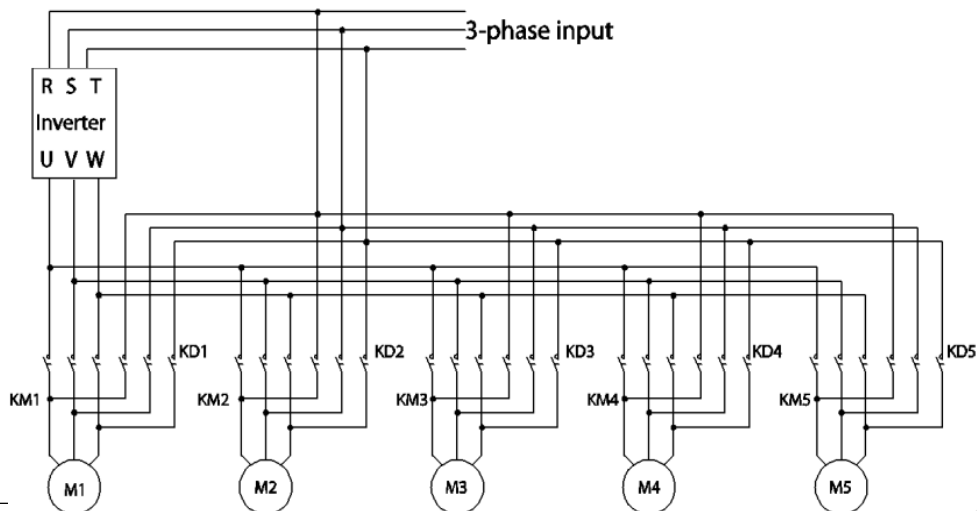 3-phase input
R S T
Inverter
U V W
KD1 KD2 KD3 KD4 KD5
KM1 KM2 KM3 KM4 KM5
M1 M2 M3 M4 M5